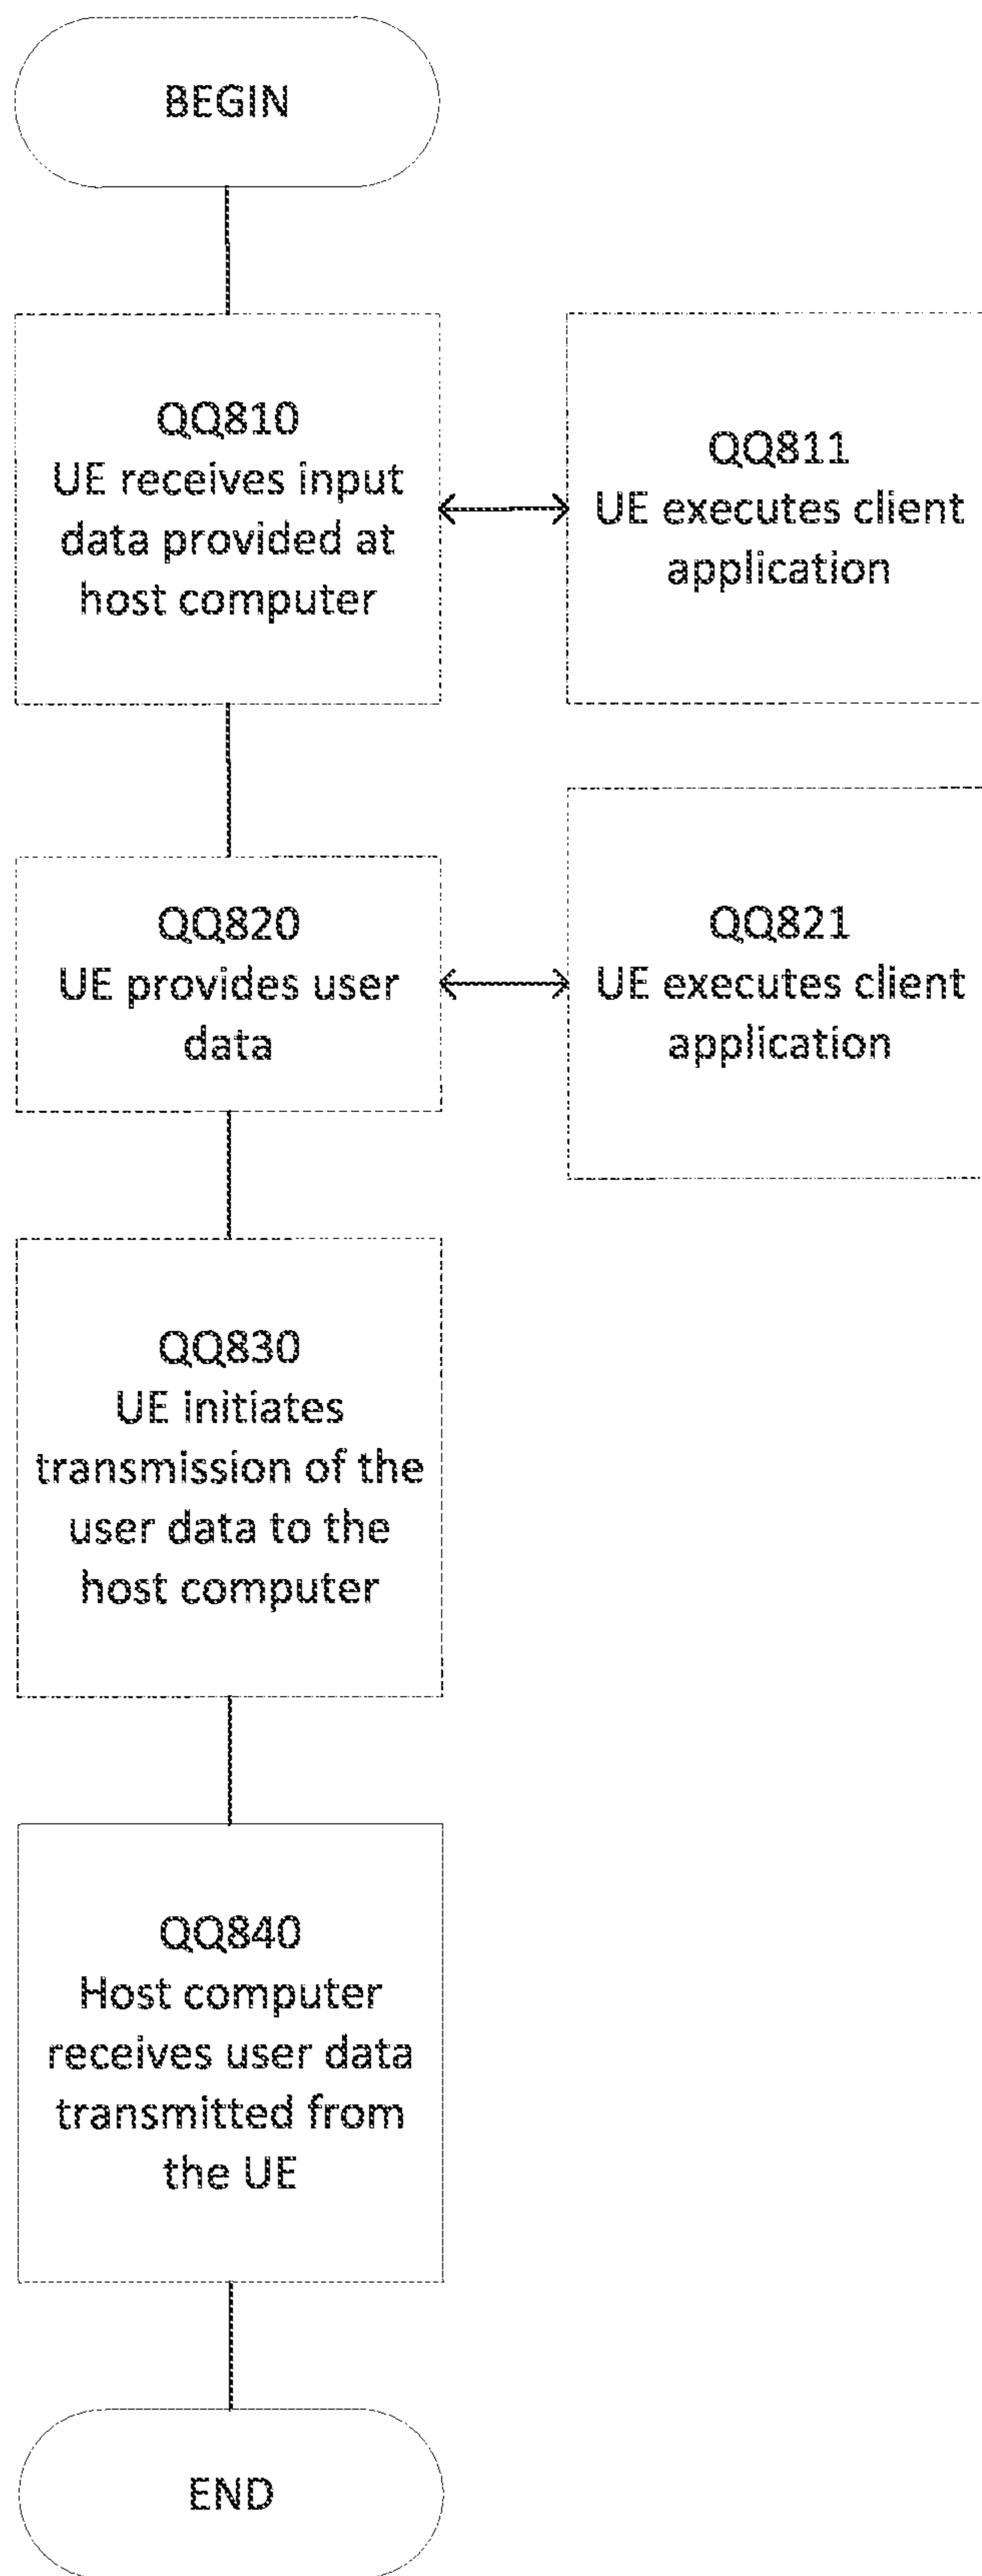 BEGIN
QQ810
UE receives input
data provided at
host computer
QQ811
UE executes client
application
QQ820
UE provides user
data
QQ821
UE executes client
application
QQ830
UE initiates
transmission of the
user data to the
host computer
QQ840
Host computer
receives user data
transmitted from
the UE
END